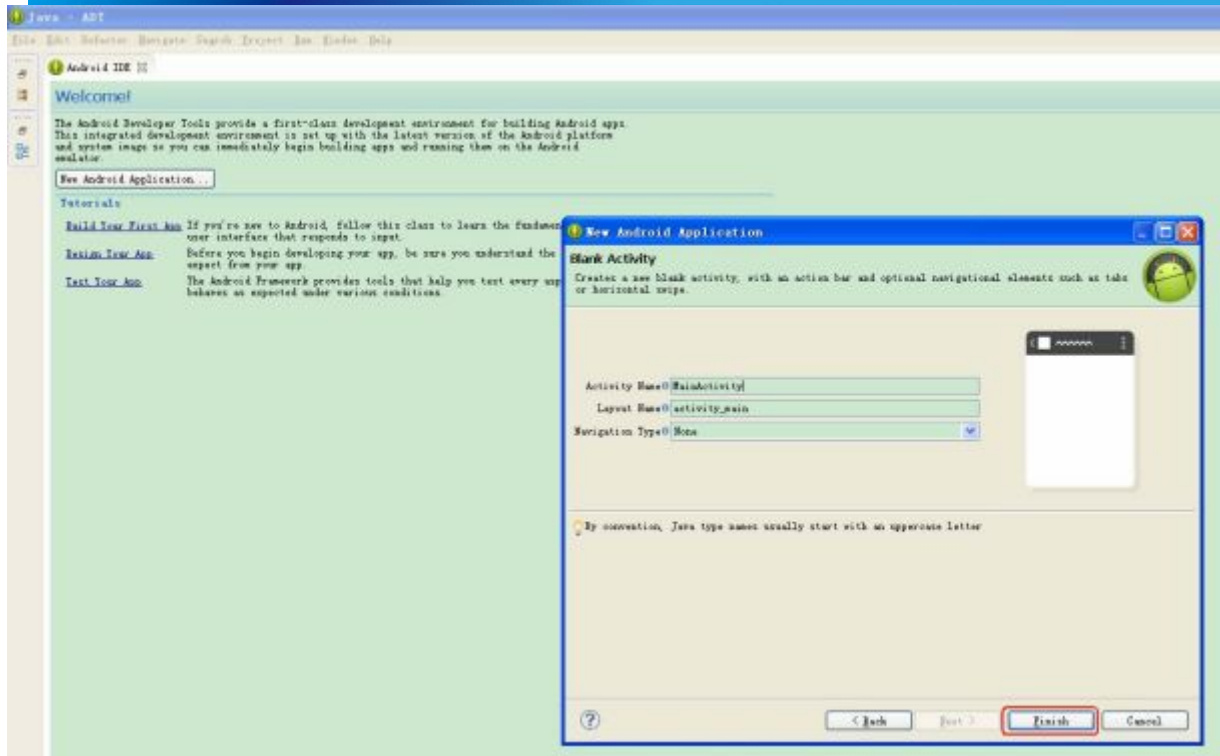 Java - ADT
File Edit Refactor Navigate Search Project Run Window Help
Android IDE
Welcome!
The Android Developer Tools provide a first-class development environment for building Android apps.
This integrated development environment is set up with the latest version of the Android platform
and system image so you can immediately begin building apps and running them on the Android
emulator.
New Android Application...
Tutorials
Build Your First App If you're new to Android, follow this class to learn the fundamen
user interface that responds to input.
Design Your App Before you begin developing your app, be sure you understand the
expect from your app.
Test Your App The Android Framework provides tools that help you test every asp
behaves as expected under various conditions.
New Android Application
Blank Activity
Creates a new blank activity, with an action bar and optional navigational elements such as tabs
or horizontal swipe.
Activity Name MainActivity
Layout Name activity_main
Navigation Type None
By convention, Java type names usually start with an uppercase letter
< Back Next > Finish Cancel